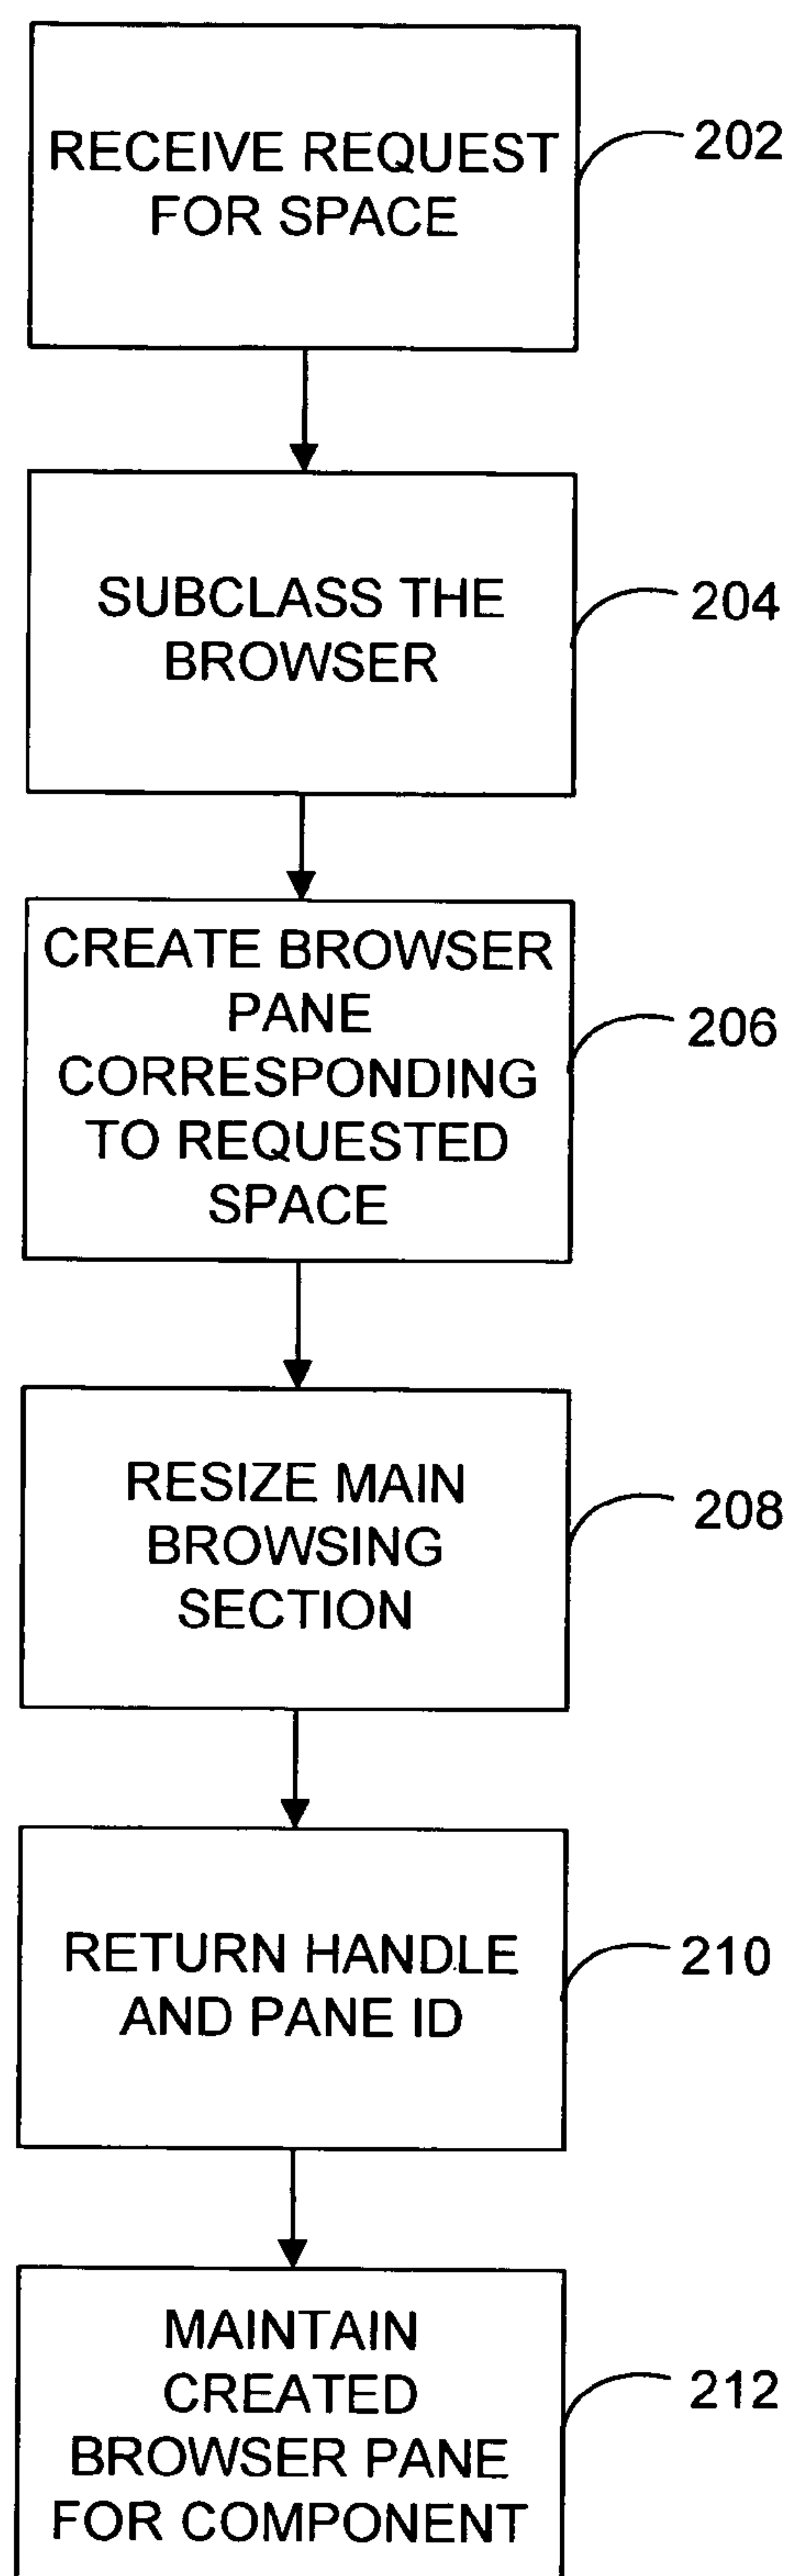 RECEIVE REQUEST
FOR SPACE
202
SUBCLASS THE
BROWSER
204
CREATE BROWSER
PANE
CORRESPONDING
TO REQUESTED
SPACE
206
RESIZE MAIN
BROWSING
SECTION
208
RETURN HANDLE
AND PANE ID
210
MAINTAIN
CREATED
BROWSER PANE
FOR COMPONENT
212